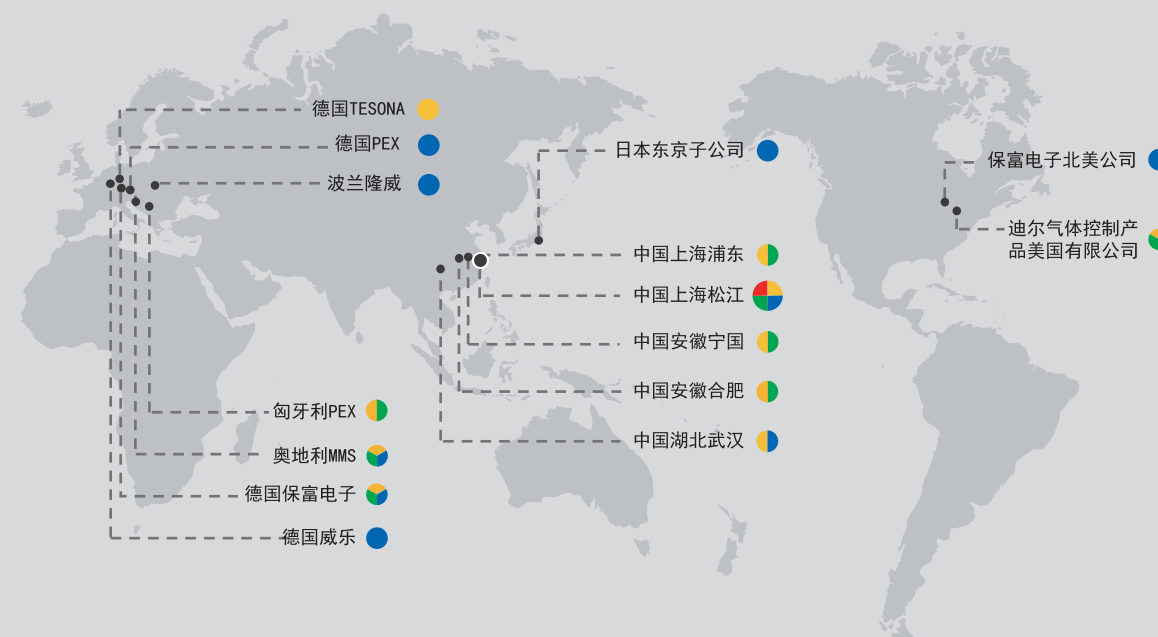 德国TESONA
德国PEX
波兰隆威
日本东京子公司
保富电子北美公司
迪尔气体控制产
品美国有限公司
中国上海浦东
中国上海松江
中国安徽宁国
中国安徽合肥
中国湖北武汉
匈牙利PEX
奥地利MMS
德国保富电子
德国威乐